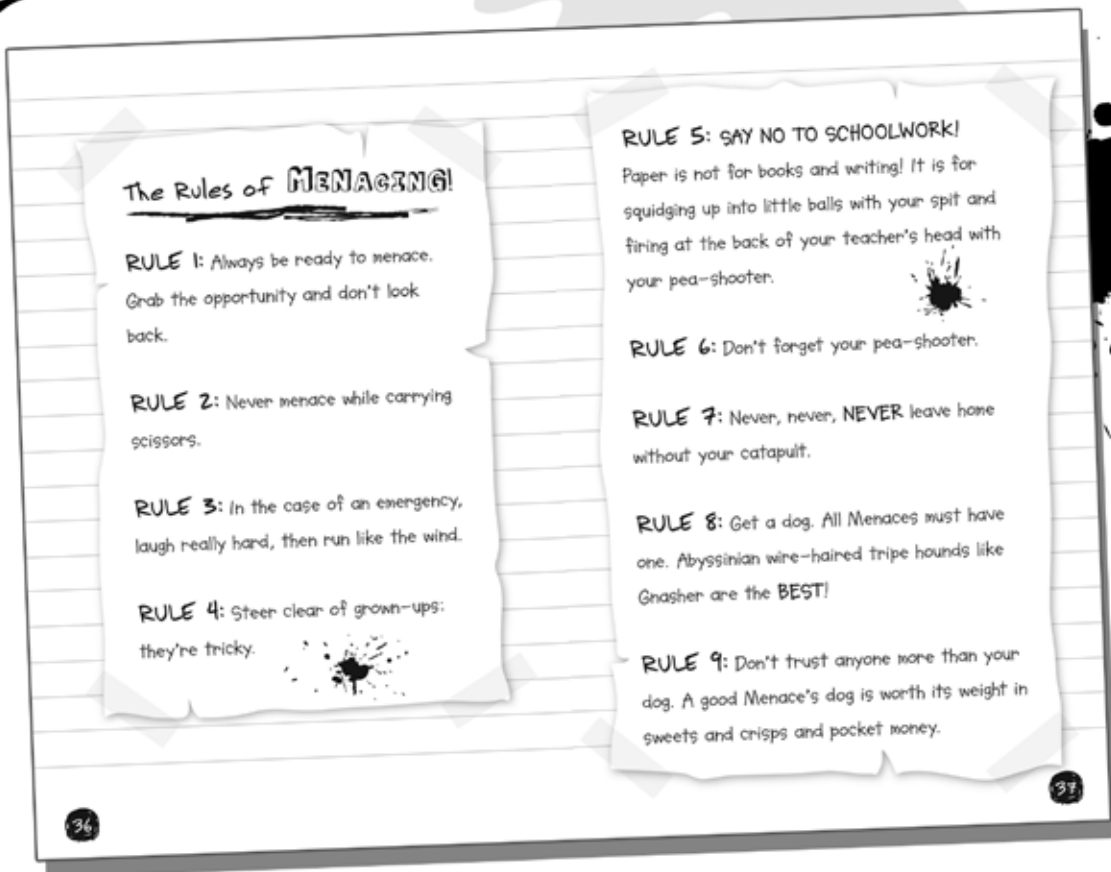 The Rules of MENACING!
RULE 1: Always be ready to menace.
Grab the opportunity and don't look
back.
RULE 2: Never menace while carrying
scissors.
RULE 3: In the case of an emergency,
laugh really hard, then run like the wind.
RULE 4: Steer clear of grown-ups:
they're tricky.
36
RULE 5: SAY NO TO SCHOOLWORK!
Paper is not for books and writing! It is for
squidging up into little balls with your spit and
firing at the back of your teacher's head with
your pea-shooter.
RULE 6: Don't forget your pea-shooter.
RULE 7: Never, never, NEVER leave home
without your catapult.
RULE 8: Get a dog. All Menaces must have
one. Abyssinian wire-haired tripe hounds like
Gnasher are the BEST!
RULE 9: Don't trust anyone more than your
dog. A good Menace's dog is worth its weight in
sweets and crisps and pocket money.
37